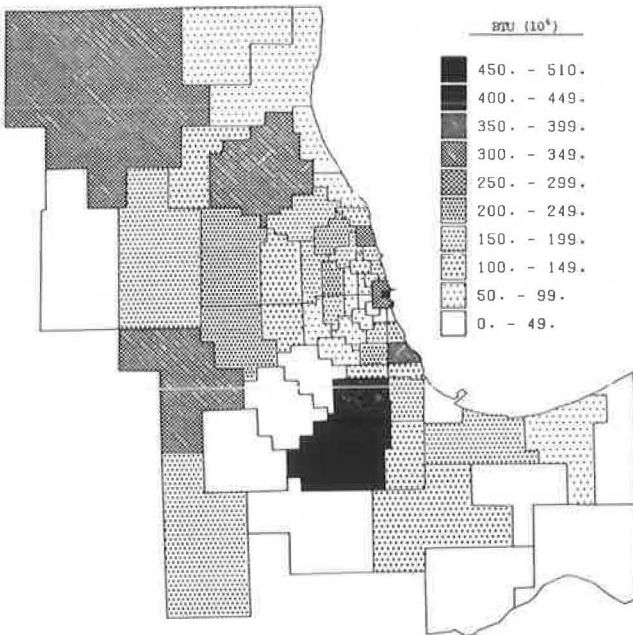 BTU (10⁶)
450. - 510.
400. - 449.
350. - 399.
300. - 349.
250. - 299.
200. - 249.
150. - 199.
100. - 149.
50. - 99.
0. - 49.